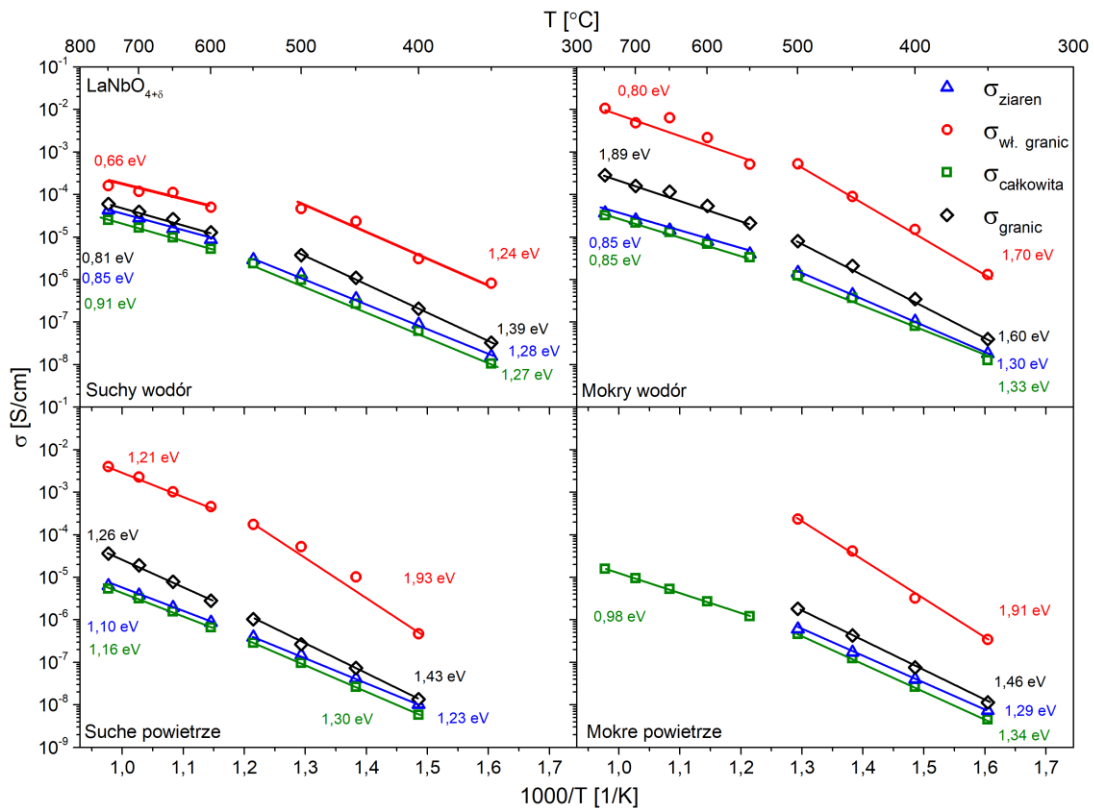 T [°C]
800 700 600 500 400 300 700 600 500 400 300
10⁻¹
10⁻²
10⁻³
10⁻⁴
10⁻⁵
10⁻⁶
10⁻⁷
10⁻⁸
10⁻¹
10⁻²
10⁻³
10⁻⁴
10⁻⁵
10⁻⁶
10⁻⁷
10⁻⁸
10⁻⁹
σ [S/cm]
LaNbO₄₊δ
0,66 eV
0,81 eV
0,85 eV
0,91 eV
1,24 eV
1,39 eV
1,28 eV
1,27 eV
Suchy wodór
0,80 eV
1,89 eV
0,85 eV
0,85 eV
σziaren
σwł. granic
σcałkowita
σgranic
1,70 eV
1,60 eV
1,30 eV
1,33 eV
Mokry wodór
1,21 eV
1,26 eV
1,10 eV
1,16 eV
1,93 eV
1,43 eV
1,30 eV
1,23 eV
Suche powietrze
0,98 eV
1,91 eV
1,46 eV
1,29 eV
1,34 eV
Mokre powietrze
1,0 1,1 1,2 1,3 1,4 1,5 1,6 1,7 1,0 1,1 1,2 1,3 1,4 1,5 1,6 1,7
1000/T [1/K]